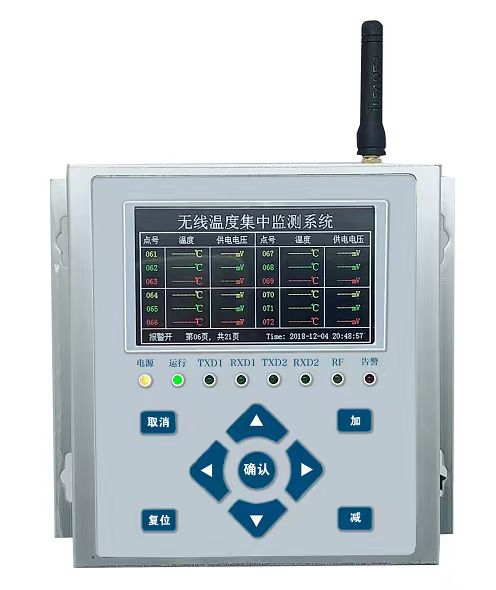 无线温度集中监测系统
点号 温度 供电电压 点号 温度 供电电压
061 -----℃ -----mV 067 -----℃ -----mV
062 -----℃ -----mV 068 -----℃ -----mV
063 -----℃ -----mV 069 -----℃ -----mV
064 -----℃ -----mV 070 -----℃ -----mV
065 -----℃ -----mV 071 -----℃ -----mV
066 -----℃ -----mV 072 -----℃ -----mV
报警开 第06页,共21页 Time: 2018-12-04 20:48:57
电源 运行 TXD1 RXD1 TXD2 RXD2 RF 告警
取消 加
确认
复位 减